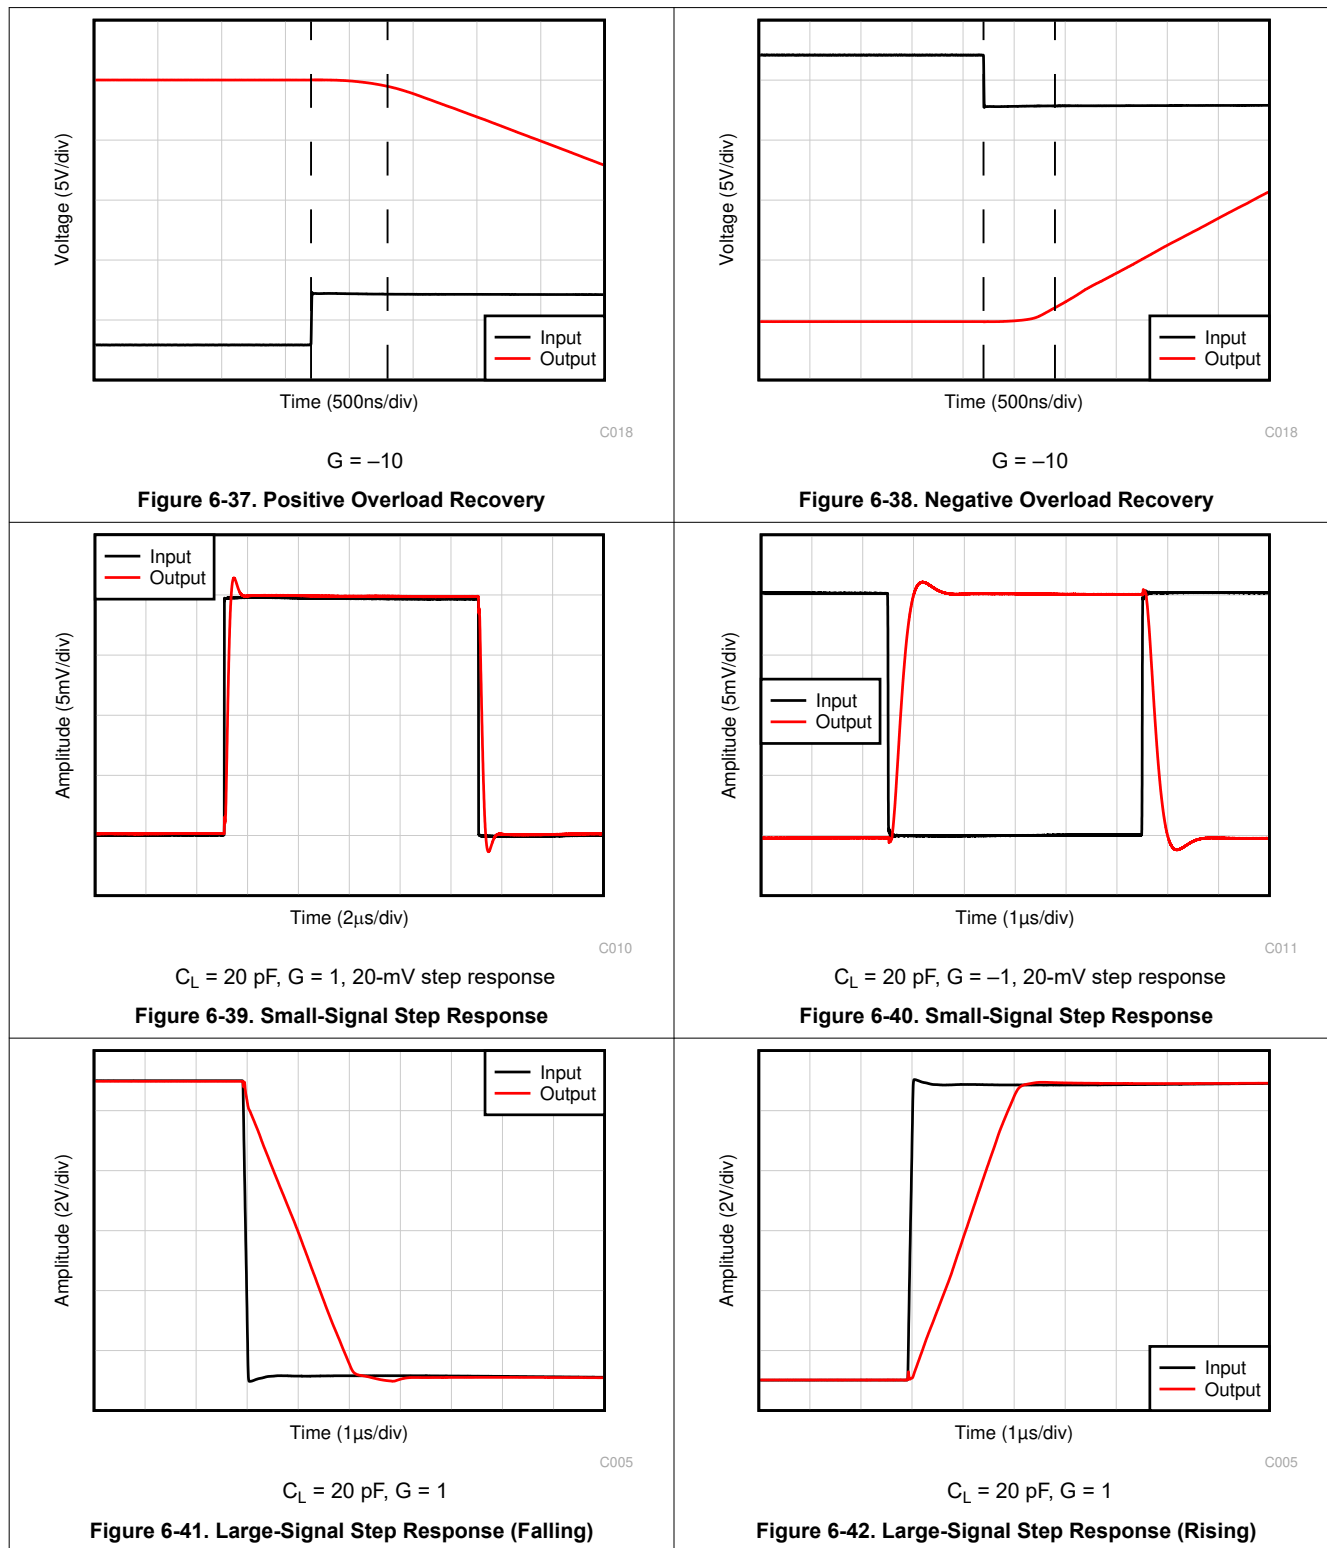 Voltage (5V/div)
Input
Output
Time (500ns/div)
C018
G = –10
Figure 6-37. Positive Overload Recovery
Voltage (5V/div)
Input
Output
Time (500ns/div)
C018
G = –10
Figure 6-38. Negative Overload Recovery
Input
Output
Amplitude (5mV/div)
Time (2μs/div)
C010
C_L = 20 pF, G = 1, 20-mV step response
Figure 6-39. Small-Signal Step Response
Amplitude (5mV/div)
Input
Output
Time (1μs/div)
C011
C_L = 20 pF, G = –1, 20-mV step response
Figure 6-40. Small-Signal Step Response
Input
Output
Amplitude (2V/div)
Time (1μs/div)
C005
C_L = 20 pF, G = 1
Figure 6-41. Large-Signal Step Response (Falling)
Amplitude (2V/div)
Input
Output
Time (1μs/div)
C005
C_L = 20 pF, G = 1
Figure 6-42. Large-Signal Step Response (Rising)